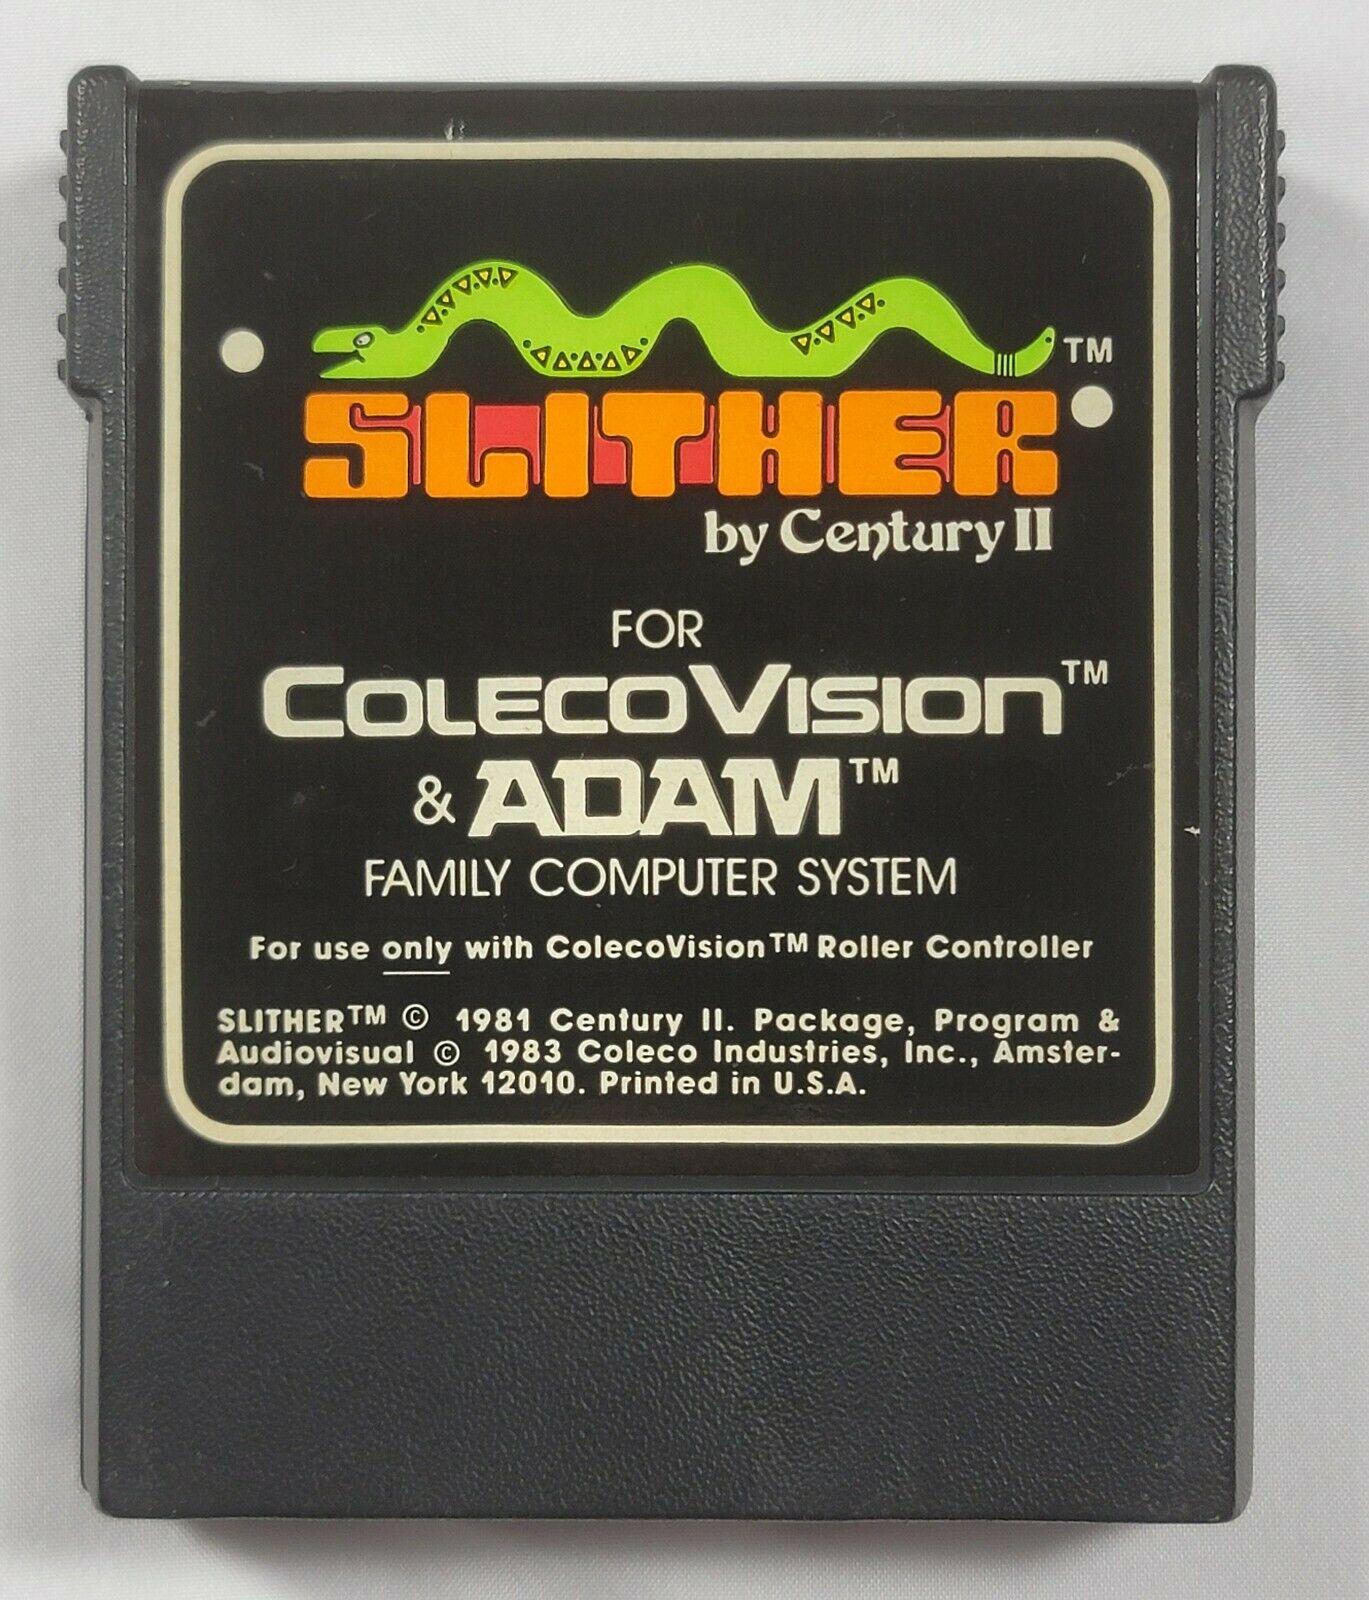 SLITHER™
by Century II
FOR
COLECOVISION™
& ADAM™
FAMILY COMPUTER SYSTEM
For use only with ColecoVision™ Roller Controller
SLITHER™ © 1981 Century II. Package, Program &
Audiovisual © 1983 Coleco Industries, Inc., Amster-
dam, New York 12010. Printed in U.S.A.